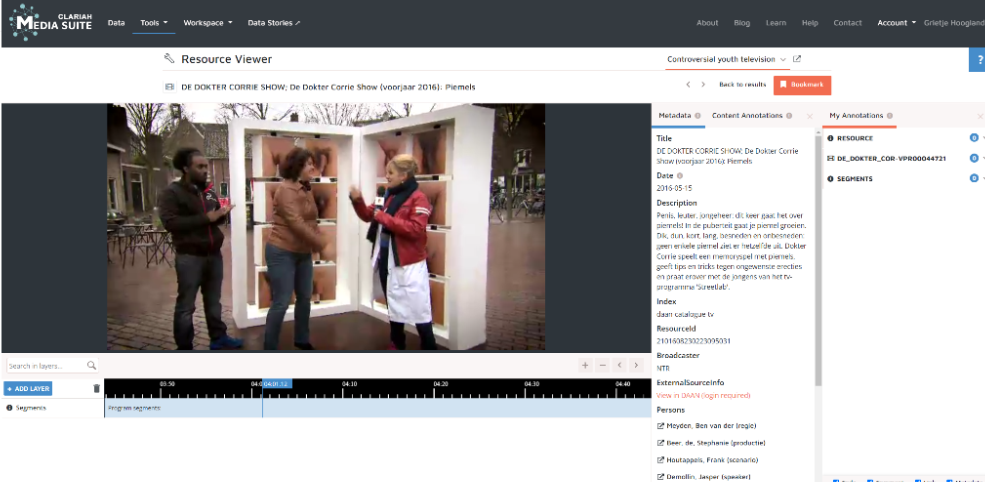 CLARIAH
MEDIA SUITE
Data
Tools
Workspace
Data Stories
About
Blog
Learn
Help
Contact
Account
Grietje Hoogland
Resource Viewer
Controversial youth television
?
DE DOKTER CORRIE SHOW; De Dokter Corrie Show (voorjaar 2016): Piemels
Back to results
Bookmark
Metadata
Content Annotations
My Annotations
Title
DE DOKTER CORRIE SHOW; De Dokter Corrie
Show (voorjaar 2016): Piemels
Date
2016-05-15
Description
Penis, leuter, jongeheer: dit keer gaat het over
piemels! In de puberteit gaat je piemel groeien.
Dik, dun, kort, lang, besneden en onbesneden:
geen enkele piemel ziet er hetzelfde uit. Dokter
Corrie speelt een memoryspel met piemels,
geeft tips en tricks tegen ongewenste erecties
en praat erover met de jongens van het tv-
programma 'Streetlab'.
Index
daan catalogue tv
ResourceId
2101608230223095031
Broadcaster
NTR
ExternalSourceInfo
View in DAAN (login required)
Persons
Meyden, Ben van der (regie)
Beer, de, Stephanie (productie)
Houtappels, Frank (scenario)
Demollin, Jasper (speaker)
RESOURCE
0
DE_DOKTER_COR-VPR00044721
0
SEGMENTS
0
Search in layers...
+ ADD LAYER
03:50
04:01.12
04:10
04:20
04:30
04:40
Segments
Program segments